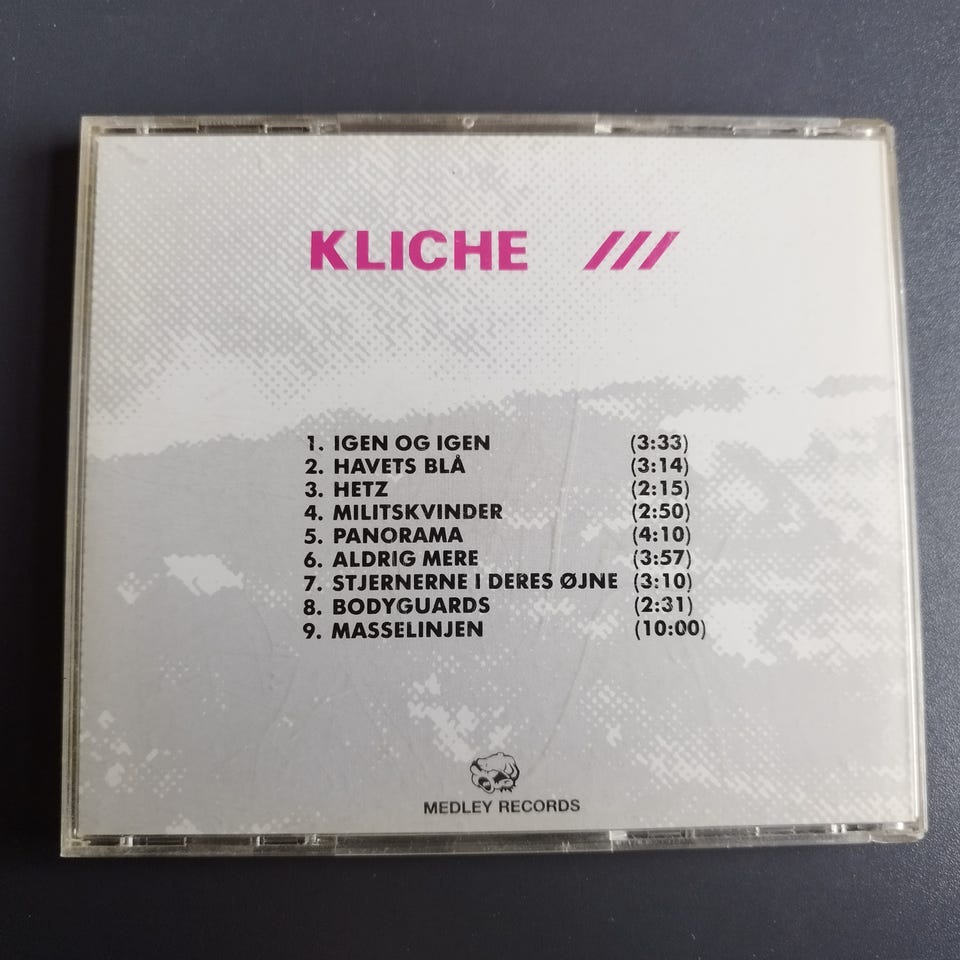 KLICHE ///
1. IGEN OG IGEN (3:33)
2. HAVETS BLÅ (3:14)
3. HETZ (2:15)
4. MILITSKVINDER (2:50)
5. PANORAMA (4:10)
6. ALDRIG MERE (3:57)
7. STJERNERNE I DERES ØJNE (3:10)
8. BODYGUARDS (2:31)
9. MASSELINJEN (10:00)
MEDLEY RECORDS